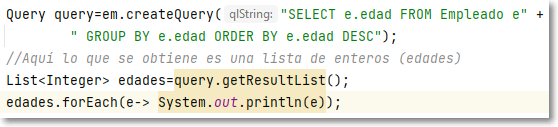 Query query=em.createQuery( qlString: "SELECT e.edad FROM Empleado e" +
" GROUP BY e.edad ORDER BY e.edad DESC");
//Aquí lo que se obtiene es una lista de enteros (edades)
List<Integer> edades=query.getResultList();
edades.forEach(e-> System.out.println(e));